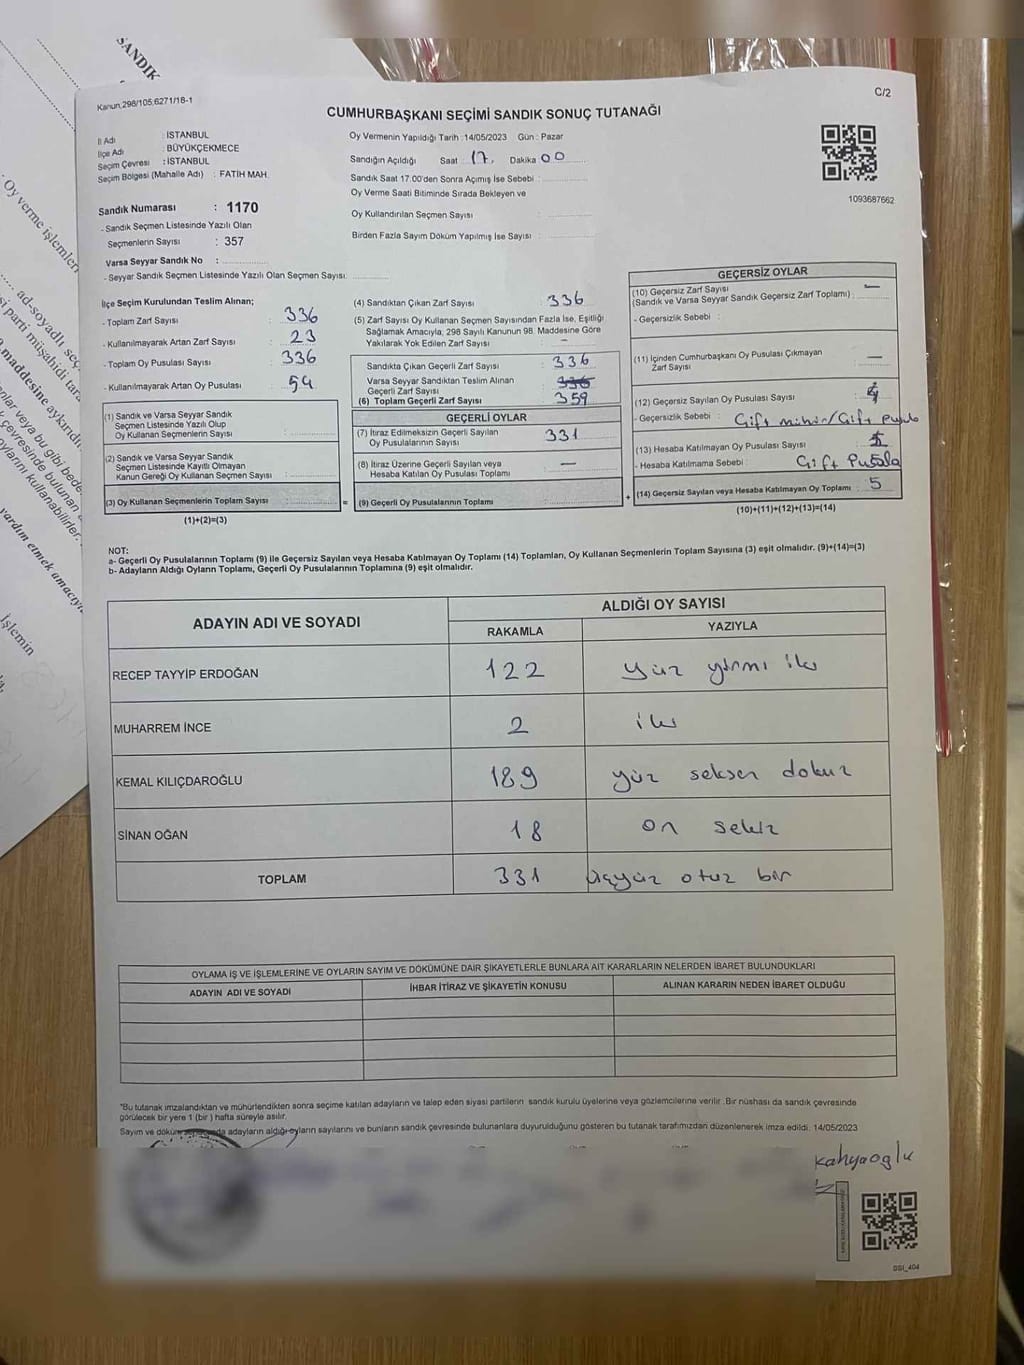 SANDIK
Oy verme işlemleri
ad-soyadlı seç
si parti müşahidi tara
maddesine aykırıdı
nlar veya bu gibi bede
çevresinde bulunan
oylarını kullanabilirler.
yardım etmek amacıyla
İşlemin
Kanun,298/105;6271/18-1
C/2
CUMHURBAŞKANI SEÇİMİ SANDIK SONUÇ TUTANAĞI
İl Adı : İSTANBUL
İlçe Adı : BÜYÜKÇEKMECE
Seçim Çevresi : İSTANBUL
Seçim Bölgesi (Mahalle Adı) : FATİH MAH.
Sandık Numarası : 1170
- Sandık Seçmen Listesinde Yazılı Olan
Seçmenlerin Sayısı : 357
Varsa Seyyar Sandık No :
- Seyyar Sandık Seçmen Listesinde Yazılı Olan Seçmen Sayısı:
Oy Vermenin Yapıldığı Tarih :14/05/2023 Gün : Pazar
Sandığın Açıldığı Saat 17. Dakika 00
Sandık Saat 17.00'den Sonra Açımış İse Sebebi :
Oy Verme Saati Bitiminde Sırada Bekleyen ve
Oy Kullandırılan Seçmen Sayısı :
Birden Fazla Sayım Döküm Yapılmış İse Sayısı :
1093687662
İlçe Seçim Kurulundan Teslim Alınan;
- Toplam Zarf Sayısı : 336
- Kullanılmayarak Artan Zarf Sayısı : 23
- Toplam Oy Pusulası Sayısı : 336
- Kullanılmayarak Artan Oy Pusulası : 54
(1) Sandık ve Varsa Seyyar Sandık
Seçmen Listesinde Yazılı Olup
Oy Kullanan Seçmenlerin Sayısı :
(2) Sandık ve Varsa Seyyar Sandık
Seçmen Listesinde Kayıtlı Olmayan
Kanun Gereği Oy Kullanan Seçmen Sayısı :
(3) Oy Kullanan Seçmenlerin Toplam Sayısı :
(1)+(2)=(3)
=
(4) Sandıktan Çıkan Zarf Sayısı : 336
(5) Zarf Sayısı Oy Kullanan Seçmen Sayısından Fazla İse, Eşitliği
Sağlamak Amacıyla, 298 Sayılı Kanunun 98. Maddesine Göre
Yakılarak Yok Edilen Zarf Sayısı : –
Sandıkta Çıkan Geçerli Zarf Sayısı : 336
Varsa Seyyar Sandıktan Teslim Alınan
Geçerli Zarf Sayısı : 336
(6) Toplam Geçerli Zarf Sayısı : 359
GEÇERLİ OYLAR
(7) İtiraz Edilmeksizin Geçerli Sayılan
Oy Pusulalarının Sayısı : 331
(8) İtiraz Üzerine Geçerli Sayılan veya
Hesaba Katılan Oy Pusulası Toplamı : –
(9) Geçerli Oy Pusulalarının Toplamı :
+
GEÇERSİZ OYLAR
(10) Geçersiz Zarf Sayısı
(Sandık ve Varsa Seyyar Sandık Geçersiz Zarf Toplamı) : –
- Geçersizlik Sebebi :
(11) İçinden Cumhurbaşkanı Oy Pusulası Çıkmayan
Zarf Sayısı : –
(12) Geçersiz Sayılan Oy Pusulası Sayısı : 4
- Geçersizlik Sebebi : Çift mühür/Çift pusula
(13) Hesaba Katılmayan Oy Pusulası Sayısı :
- Hesaba Katılmama Sebebi : Çift Pusula
(14) Geçersiz Sayılan veya Hesaba Katılmayan Oy Toplamı : 5
(10)+(11)+(12)+(13)=(14)
NOT:
a- Geçerli Oy Pusulalarının Toplamı (9) ile Geçersiz Sayılan veya Hesaba Katılmayan Oy Toplamı (14) Toplamları, Oy Kullanan Seçmenlerin Toplam Sayısına (3) eşit olmalıdır. (9)+(14)=(3)
b- Adayların Aldığı Oyların Toplamı, Geçerli Oy Pusulalarının Toplamına (9) eşit olmalıdır.
ADAYIN ADI VE SOYADI ALDIĞI OY SAYISI
RAKAMLA YAZIYLA
RECEP TAYYİP ERDOĞAN 122 yüz yirmi iki
MUHARREM İNCE 2 iki
KEMAL KILIÇDAROĞLU 189 yüz seksen dokuz
SİNAN OĞAN 18 on sekiz
TOPLAM 331 üçyüz otuz bir
OYLAMA İŞ VE İŞLEMLERİNE VE OYLARIN SAYIM VE DÖKÜMÜNE DAİR ŞİKAYETLERLE BUNLARA AİT KARARLARIN NELERDEN İBARET BULUNDUKLARI
ADAYIN ADI VE SOYADI İHBAR İTİRAZ VE ŞİKAYETİN KONUSU ALINAN KARARIN NEDEN İBARET OLDUĞU
"Bu tutanak imzalandıktan ve mühürlendikten sonra seçime katılan adayların ve talep eden siyasi partilerin sandık kurulu üyelerine veya gözlemcilerine verilir .Bir nüshası da sandık çevresinde
görülecek bir yere 1 (bir ) hafta süreyle asılır.
Sayım ve döküm adayların aldığı oyların sayılarını ve bunların sandık çevresinde bulunanlara duyurulduğunu gösteren bu tutanak tarafımızdan düzenlenerek imza edildi. 14/05/2023
kahyaoglu
DSI_404